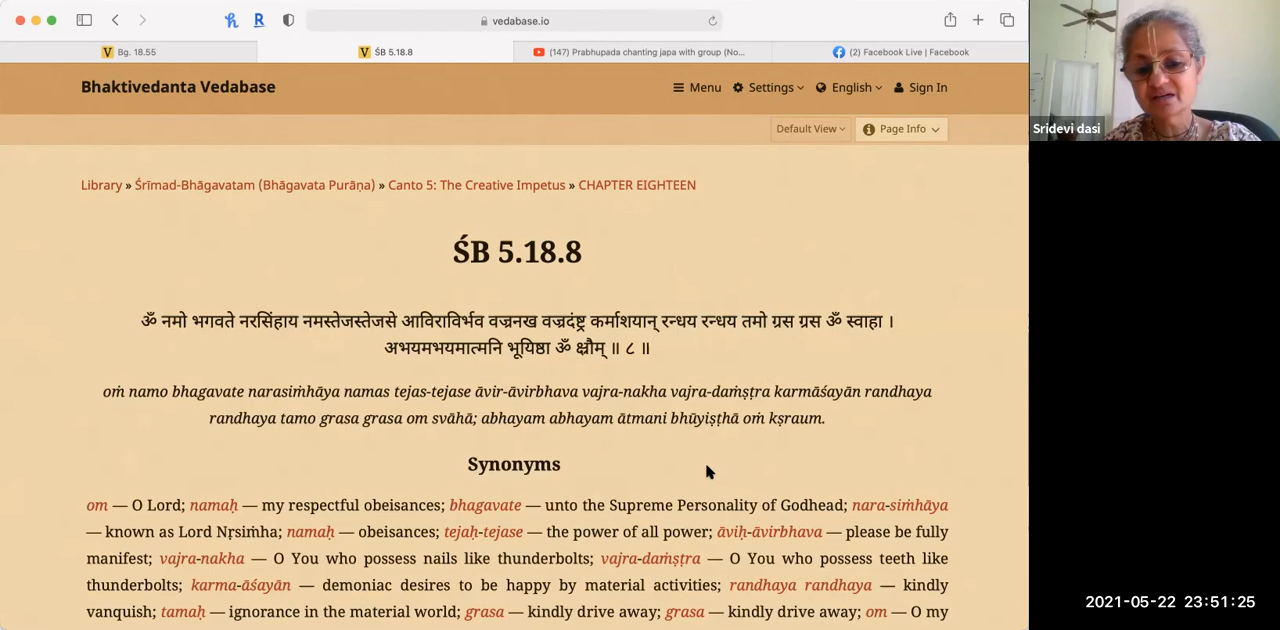 vedabase.io
Bg. 18.55
ŚB 5.18.8
(147) Prabhupada chanting japa with group (No...
(2) Facebook Live | Facebook
Bhaktivedanta Vedabase
Menu Settings English Sign In
Default View Page Info
Library » Śrīmad-Bhāgavatam (Bhāgavata Purāṇa) » Canto 5: The Creative Impetus » CHAPTER EIGHTEEN
ŚB 5.18.8
ॐ नमो भगवते नरसिंहाय नमस्तेजस्तेजसे आविराविर्भव वज्रनख वज्रदंष्ट्र कर्माशयान् रन्धय रन्धय तमो ग्रस ग्रस ॐ स्वाहा ।
अभयमभयमात्मनि भूयिष्ठा ॐ क्ष्रौम् ॥ ८ ॥
oṁ namo bhagavate narasiṁhāya namas tejas-tejase āvir-āvirbhava vajra-nakha vajra-daṁṣṭra karmāśayān randhaya
randhaya tamo grasa grasa om svāhā; abhayam abhayam ātmani bhūyiṣṭhā oṁ kṣraum.
Synonyms
om — O Lord; namaḥ — my respectful obeisances; bhagavate — unto the Supreme Personality of Godhead; nara-siṁhāya
— known as Lord Nṛsiṁha; namaḥ — obeisances; tejaḥ-tejase — the power of all power; āviḥ-āvirbhava — please be fully
manifest; vajra-nakha — O You who possess nails like thunderbolts; vajra-daṁṣṭra — O You who possess teeth like
thunderbolts; karma-āśayān — demoniac desires to be happy by material activities; randhaya randhaya — kindly
vanquish; tamaḥ — ignorance in the material world; grasa — kindly drive away; grasa — kindly drive away; om — O my
Sridevi dasi
2021-05-22 23:51:25